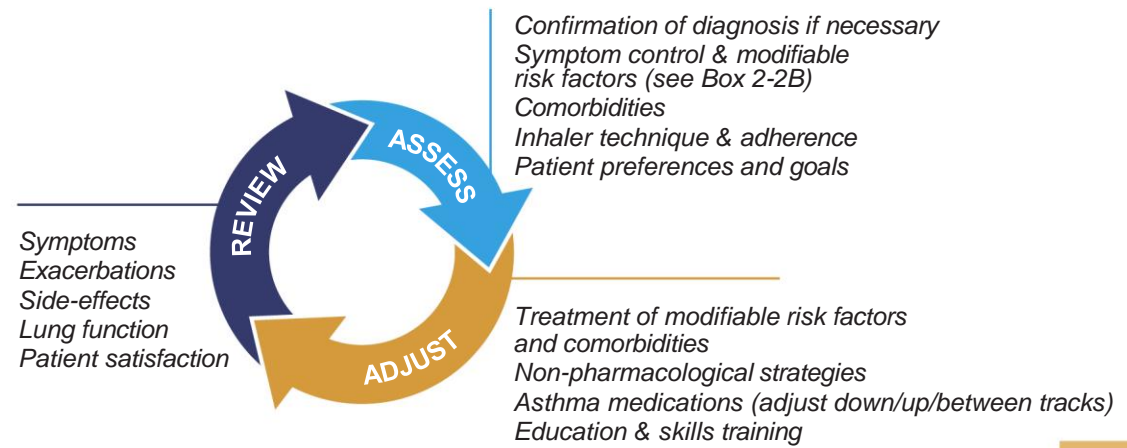 Confirmation of diagnosis if necessary
Symptom control & modifiable
risk factors (see Box 2-2B)
Comorbidities
Inhaler technique & adherence
Patient preferences and goals
ASSESS
REVIEW
Symptoms
Exacerbations
Side-effects
Lung function
Patient satisfaction
ADJUST
Treatment of modifiable risk factors
and comorbidities
Non-pharmacological strategies
Asthma medications (adjust down/up/between tracks)
Education & skills training